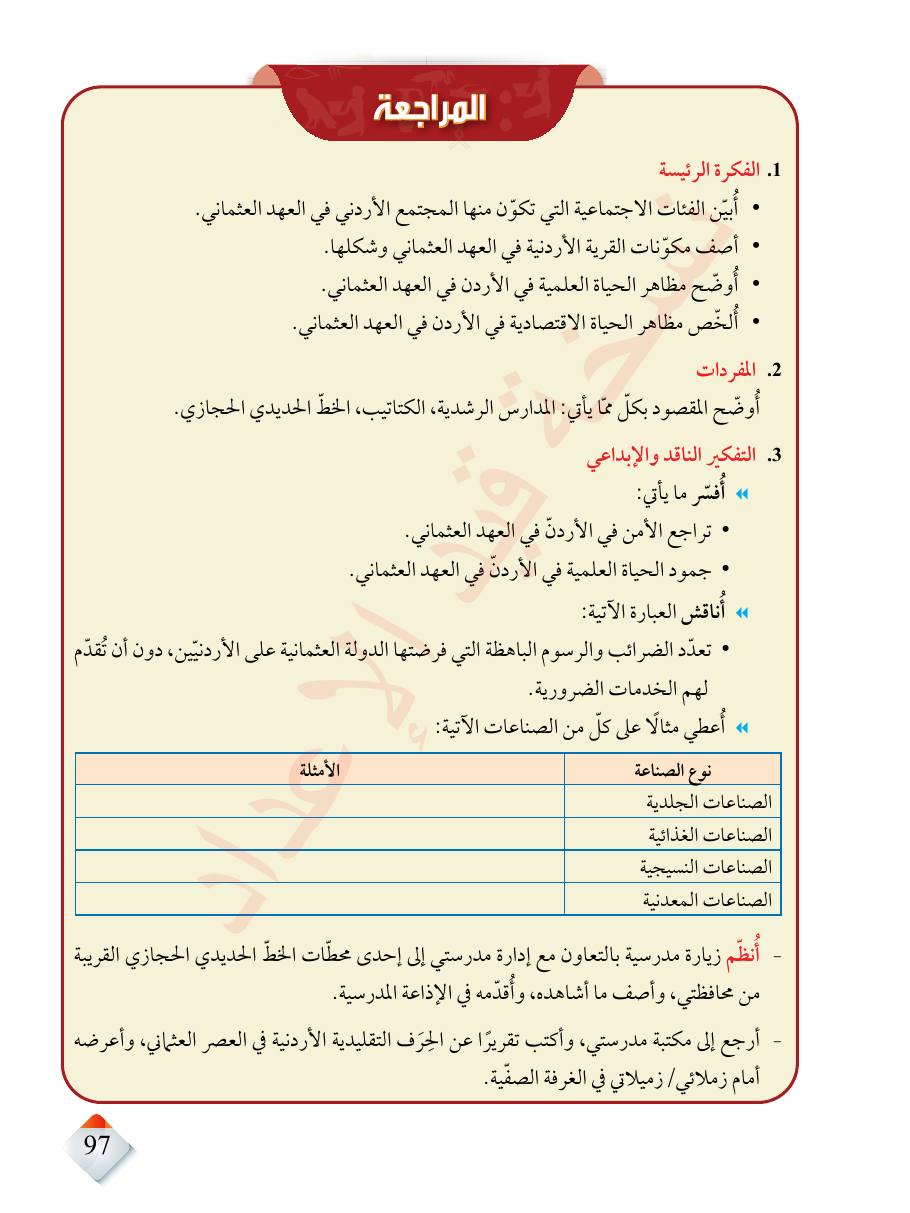 المراجعة
1. الفكرة الرئيسة
• أُبيّن الفئات الاجتماعية التي تكوّن منها المجتمع الأردني في العهد العثماني.
• أصف مكوّنات القرية الأردنية في العهد العثماني وشكلها.
• أُوضّح مظاهر الحياة العلمية في الأردن في العهد العثماني.
• أُلخّص مظاهر الحياة الاقتصادية في الأردن في العهد العثماني.
2. المفردات
أُوضّح المقصود بكلّ ممّا يأتي: المدارس الرشدية، الكتاتيب، الخطّ الحديدي الحجازي.
3. التفكير الناقد والإبداعي
أُفسّر ما يأتي:
• تراجع الأمن في الأردنّ في العهد العثماني.
• جمود الحياة العلمية في الأردنّ في العهد العثماني.
أُناقش العبارة الآتية:
• تعدّد الضرائب والرسوم الباهظة التي فرضتها الدولة العثمانية على الأردنيّين، دون أن تُقدّم
لهم الخدمات الضرورية.
أُعطي مثالًا على كلّ من الصناعات الآتية:
نوع الصناعة الأمثلة
الصناعات الجلدية
الصناعات الغذائية
الصناعات النسيجية
الصناعات المعدنية
- أُنظّم زيارة مدرسية بالتعاون مع إدارة مدرستي إلى إحدى محطّات الخطّ الحديدي الحجازي القريبة
من محافظتي، وأصف ما أشاهده، وأُقدّمه في الإذاعة المدرسية.
- أرجع إلى مكتبة مدرستي، وأكتب تقريرًا عن الحِرَف التقليدية الأردنية في العصر العثماني، وأعرضه
أمام زملائي/ زميلاتي في الغرفة الصفّية.
97
نسخة قيد الإعداد